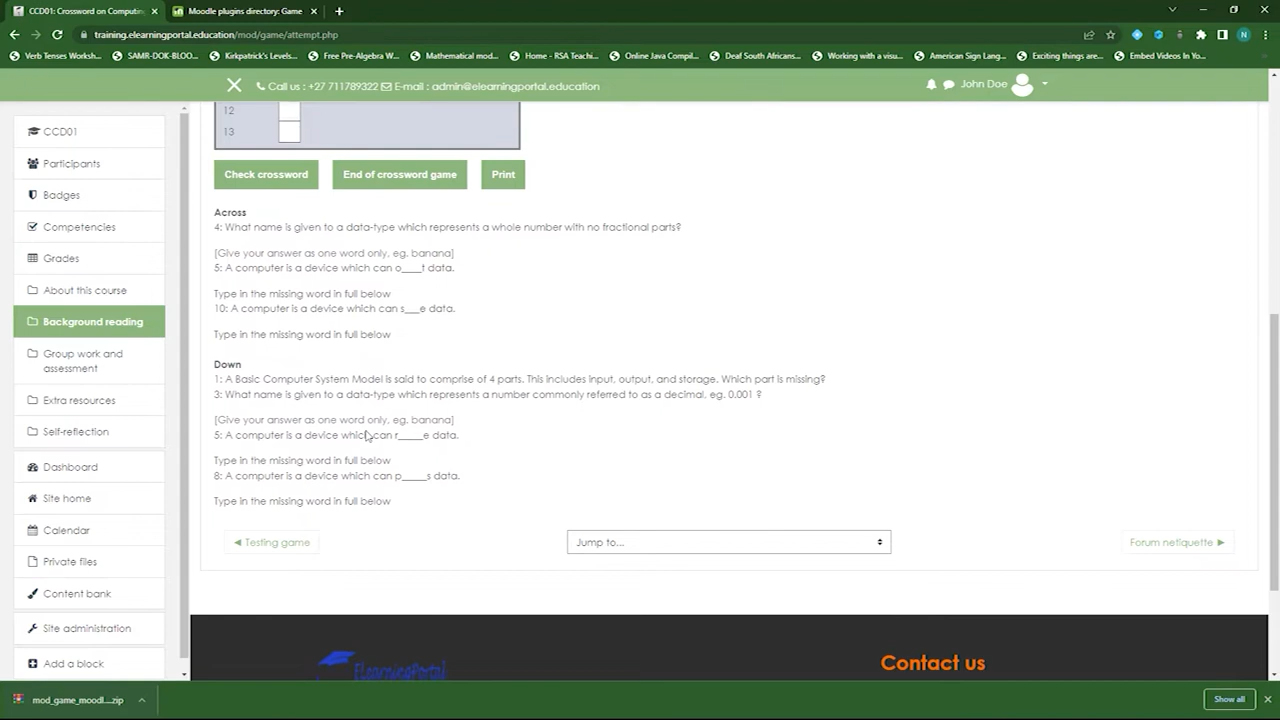 CCD01: Crossword on Computing
Moodle plugins directory: Game
training.elearningportal.education/mod/game/attempt.php
Verb Tenses Worksh...
SAMR-DOK-BLOO...
Kirkpatrick's Levels...
Free Pre-Algebra W...
Mathematical mod...
Home - RSA Teachi...
Online Java Compil...
Deaf South Africans...
Working with a visu...
American Sign Lang...
Exciting things are...
Embed Videos In Yo...
Call us : +27 711789322 E-mail : admin@elearningportal.education
John Doe
CCD01
Participants
Badges
Competencies
Grades
About this course
Background reading
Group work and
assessment
Extra resources
Self-reflection
Dashboard
Site home
Calendar
Private files
Content bank
Site administration
Add a block
12
13
Check crossword
End of crossword game
Print
Across
4: What name is given to a data-type which represents a whole number with no fractional parts?
[Give your answer as one word only, eg. banana]
5: A computer is a device which can o____t data.
Type in the missing word in full below
10: A computer is a device which can s___e data.
Type in the missing word in full below
Down
1: A Basic Computer System Model is said to comprise of 4 parts. This includes input, output, and storage. Which part is missing?
3: What name is given to a data-type which represents a number commonly referred to as a decimal, eg. 0.001 ?
[Give your answer as one word only, eg. banana]
5: A computer is a device which can r_____e data.
Type in the missing word in full below
8: A computer is a device which can p_____s data.
Type in the missing word in full below
◄ Testing game
Jump to...
Forum netiquette ►
ElearningPortal
Contact us
mod_game_moodl....zip
Show all